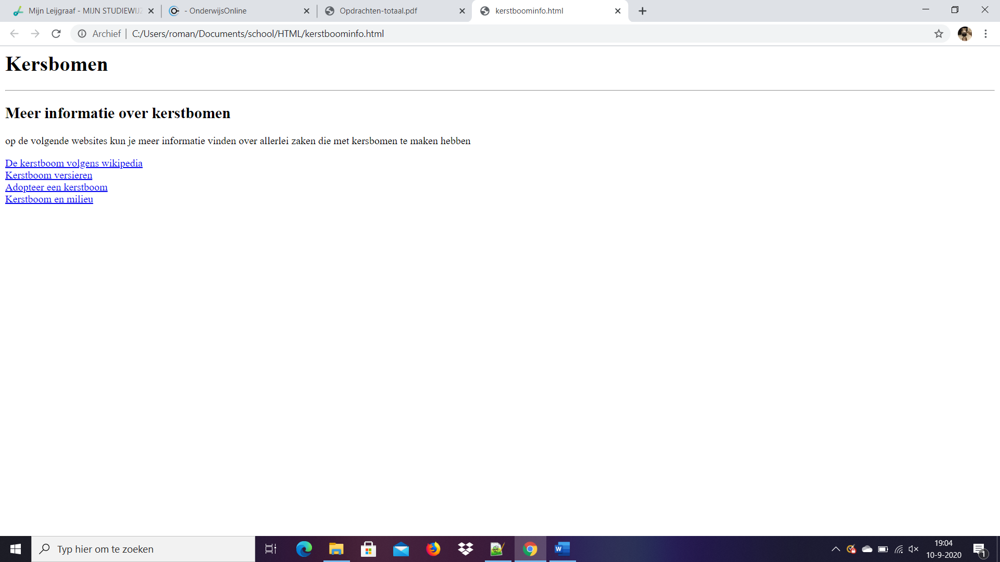 Mijn Leijgraaf - MIJN STUDIEWIJZ
- OnderwijsOnline
Opdrachten-totaal.pdf
kerstboominfo.html
Archief | C:/Users/roman/Documents/school/HTML/kerstboominfo.html
Kersbomen
Meer informatie over kerstbomen
op de volgende websites kun je meer informatie vinden over allerlei zaken die met kersbomen te maken hebben
De kerstboom volgens wikipedia
Kerstboom versieren
Adopteer een kerstboom
Kerstboom en milieu
Typ hier om te zoeken
19:04
10-9-2020
1